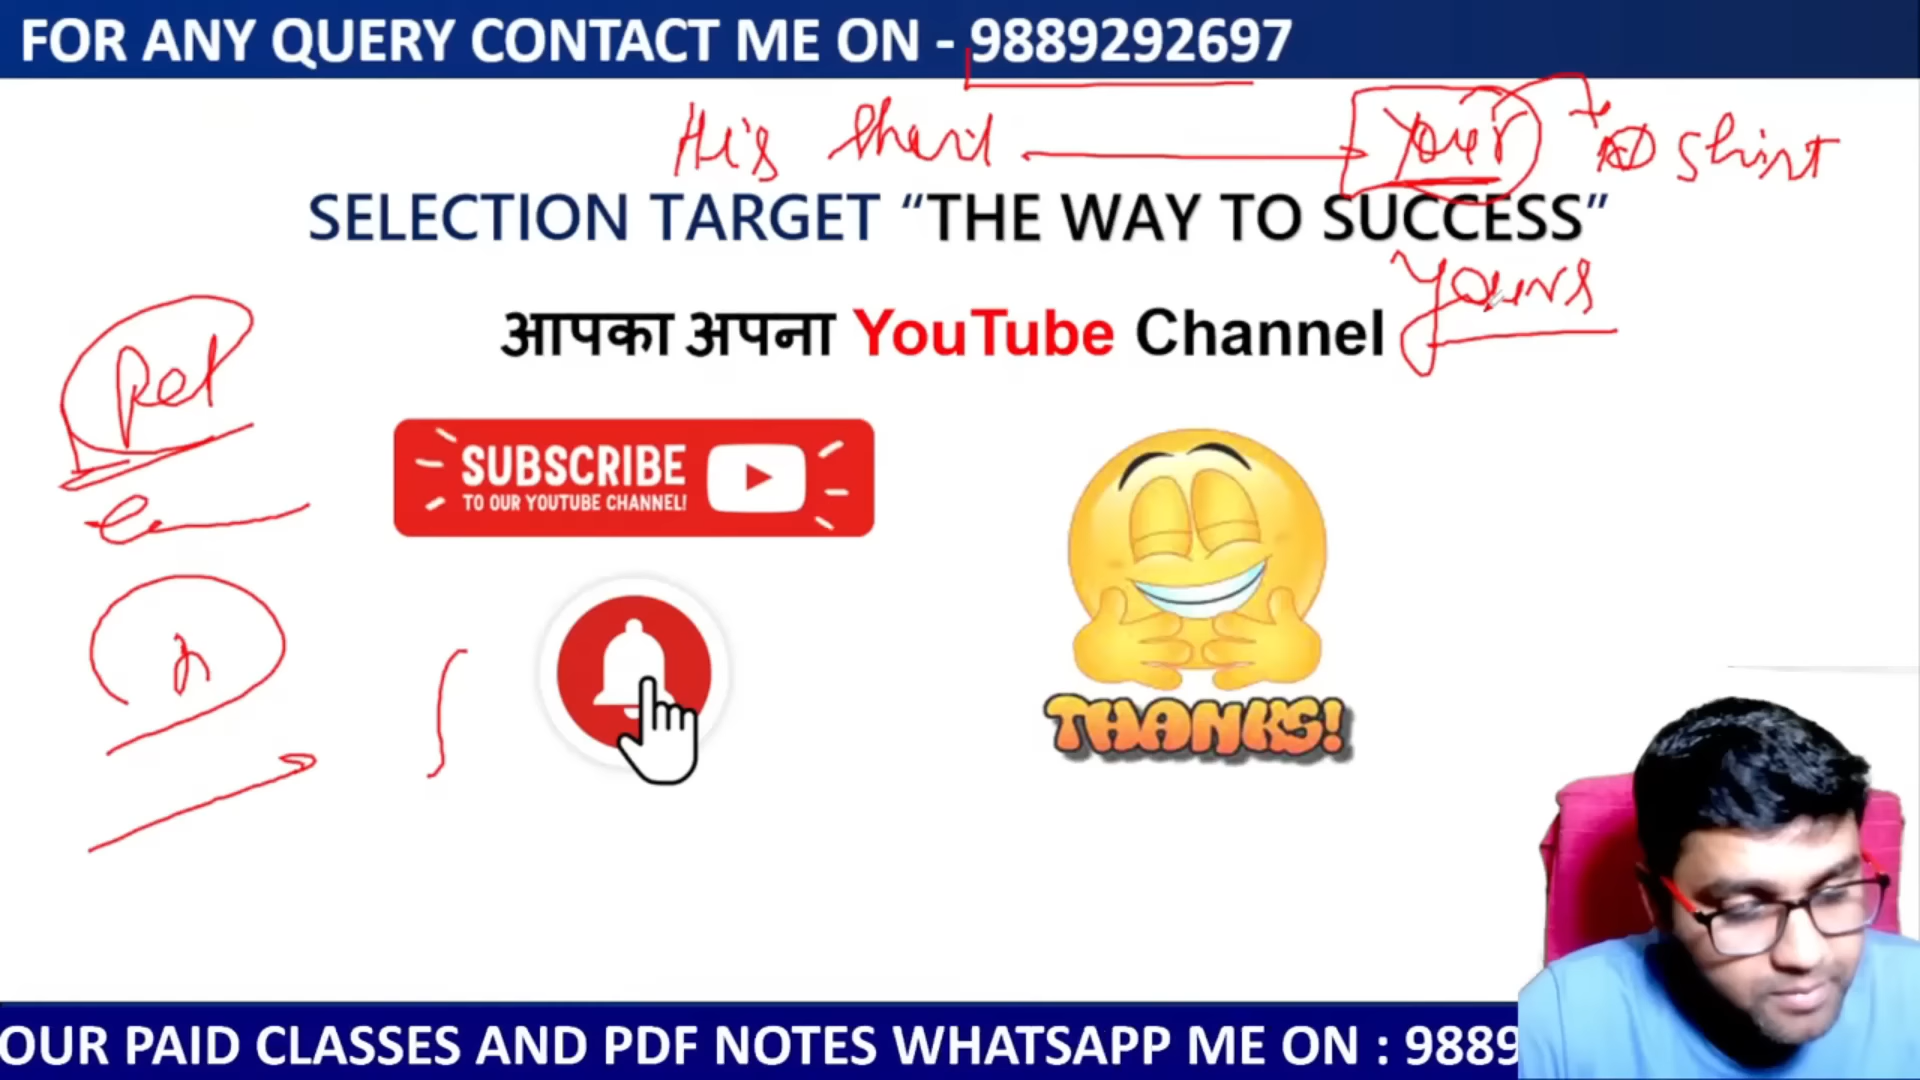 FOR ANY QUERY CONTACT ME ON - 9889292697
His Shirt your shirt
SELECTION TARGET “THE WAY TO SUCCESS”
yours
आपका अपना YouTube Channel
SUBSCRIBE
TO OUR YOUTUBE CHANNEL!
THANKS!
OUR PAID CLASSES AND PDF NOTES WHATSAPP ME ON : 9889